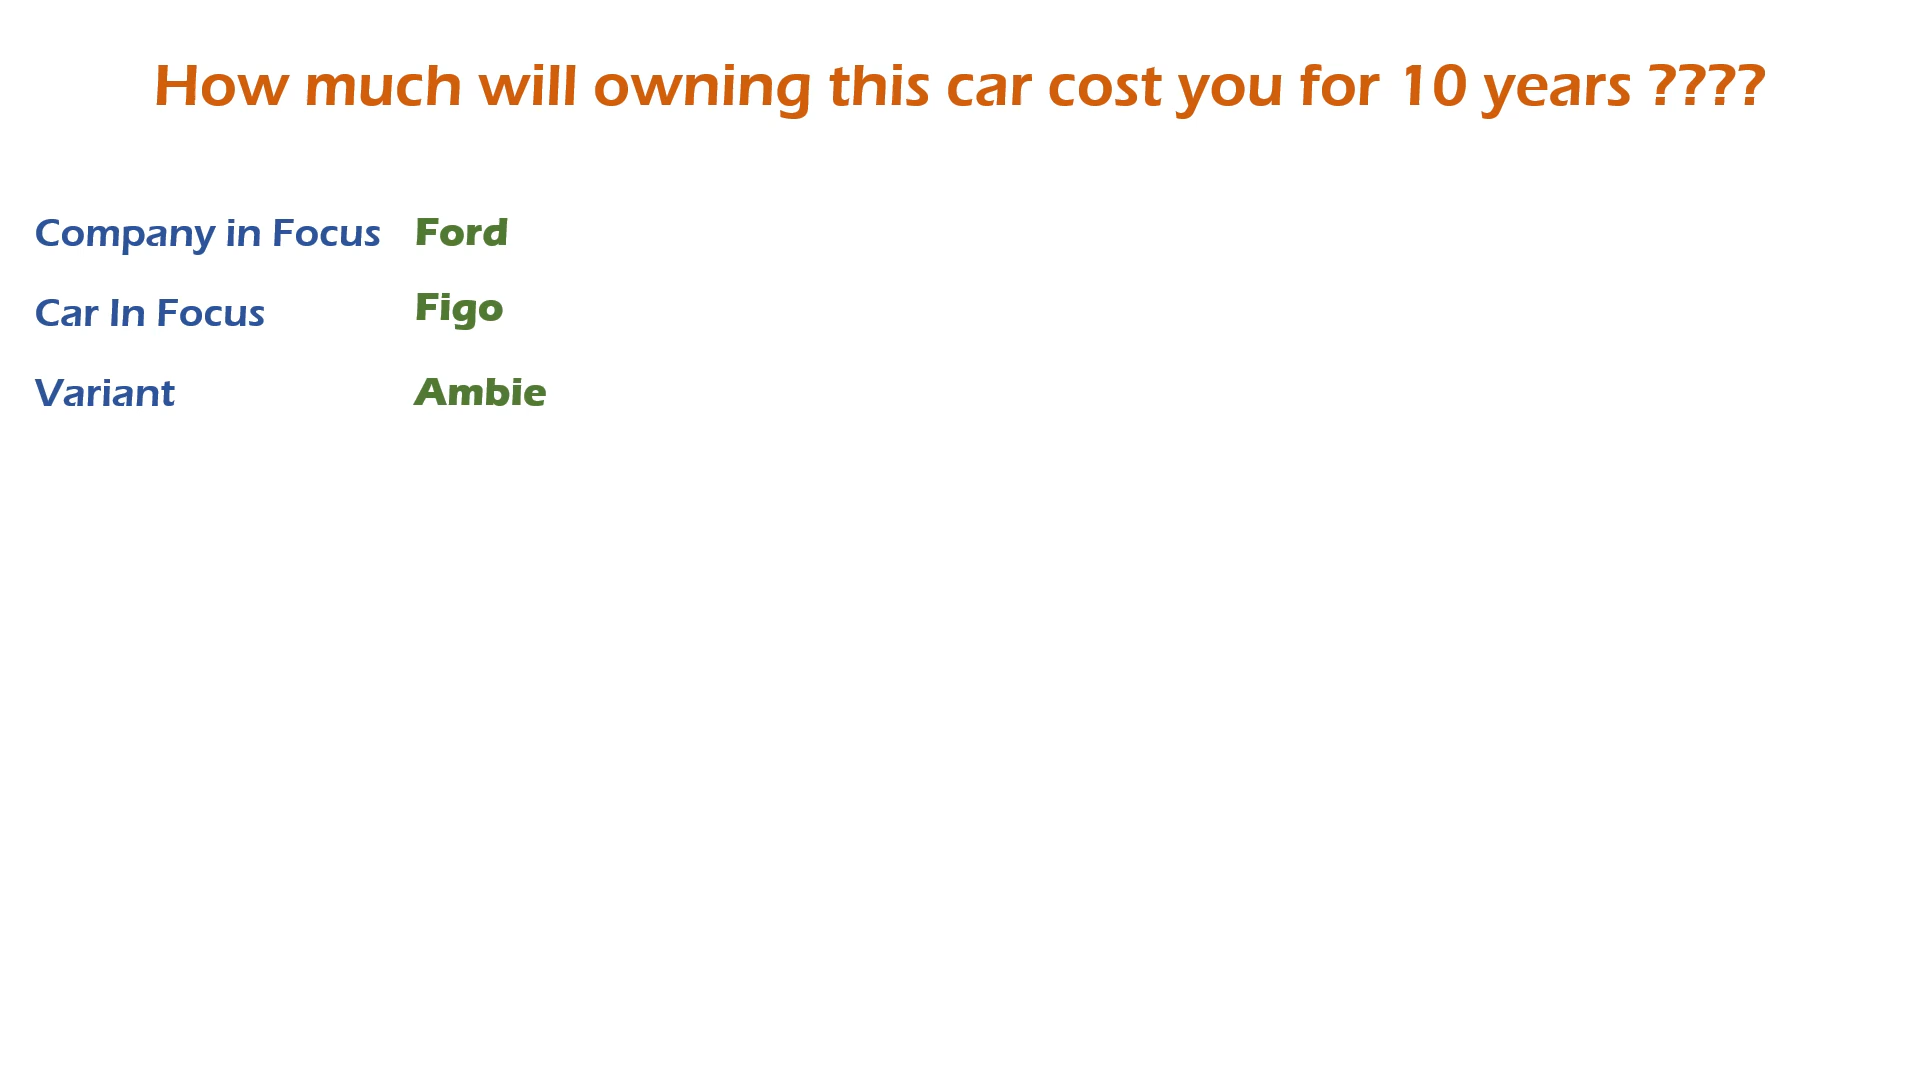 How much will owning this car cost you for 10 years ????
Company in Focus Ford
Car In Focus Figo
Variant Ambie